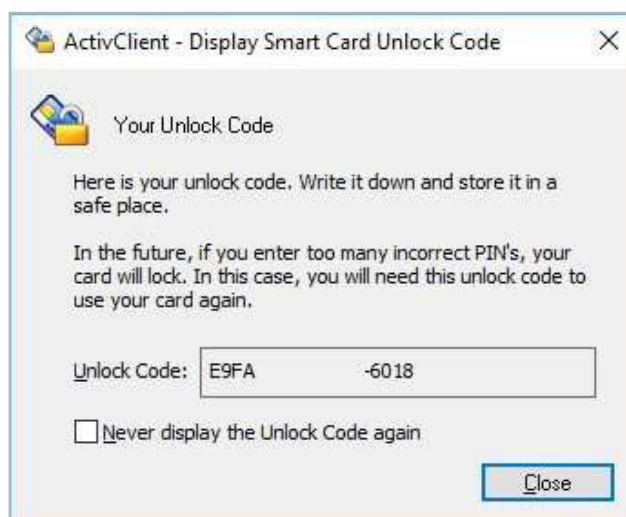 ActivClient - Display Smart Card Unlock Code
Your Unlock Code
Here is your unlock code. Write it down and store it in a
safe place.
In the future, if you enter too many incorrect PIN's, your
card will lock. In this case, you will need this unlock code to
use your card again.
Unlock Code: E9FA -6018
Never display the Unlock Code again
Close